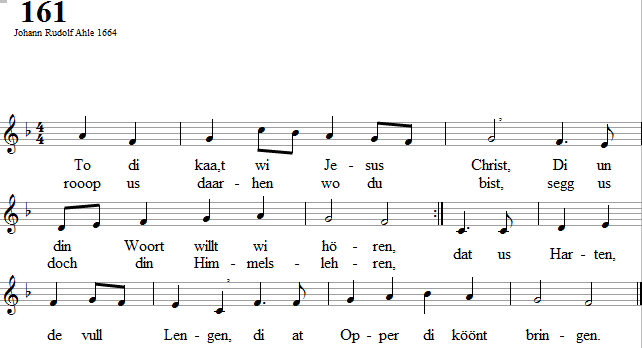 161
Johann Rudolf Ahle 1664
4
4
To di kaa,t wi Je - sus Christ, Di un
rooop us daar - hen wo du bist, segg us
din Woort willt wi hö - ren, dat us Har - ten,
doch din Him - mels - leh - ren,
de vull Len - gen, di at Op - per di köönt brin - gen.